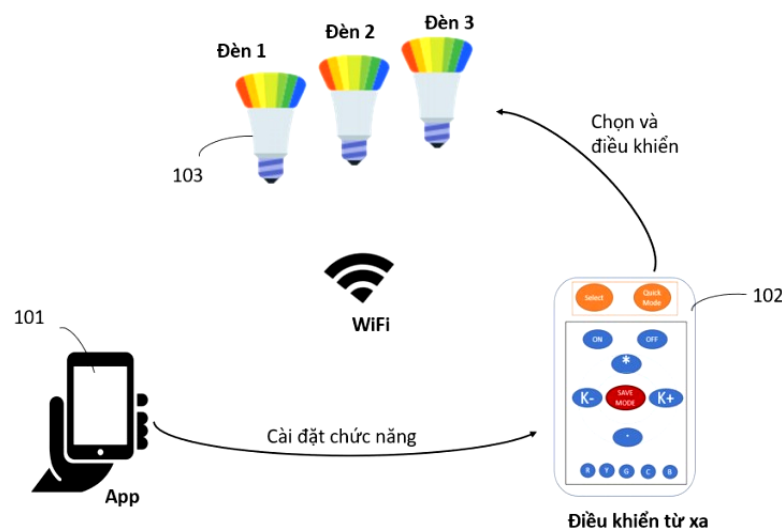 Đèn 1
Đèn 2
Đèn 3
Chọn và
điều khiển
103
WiFi
101
102
Select
Quick
Mode
ON
OFF
*
K-
SAVE
MODE
K+
.
R
Y
G
C
B
Cài đặt chức năng
App
Điều khiển từ xa